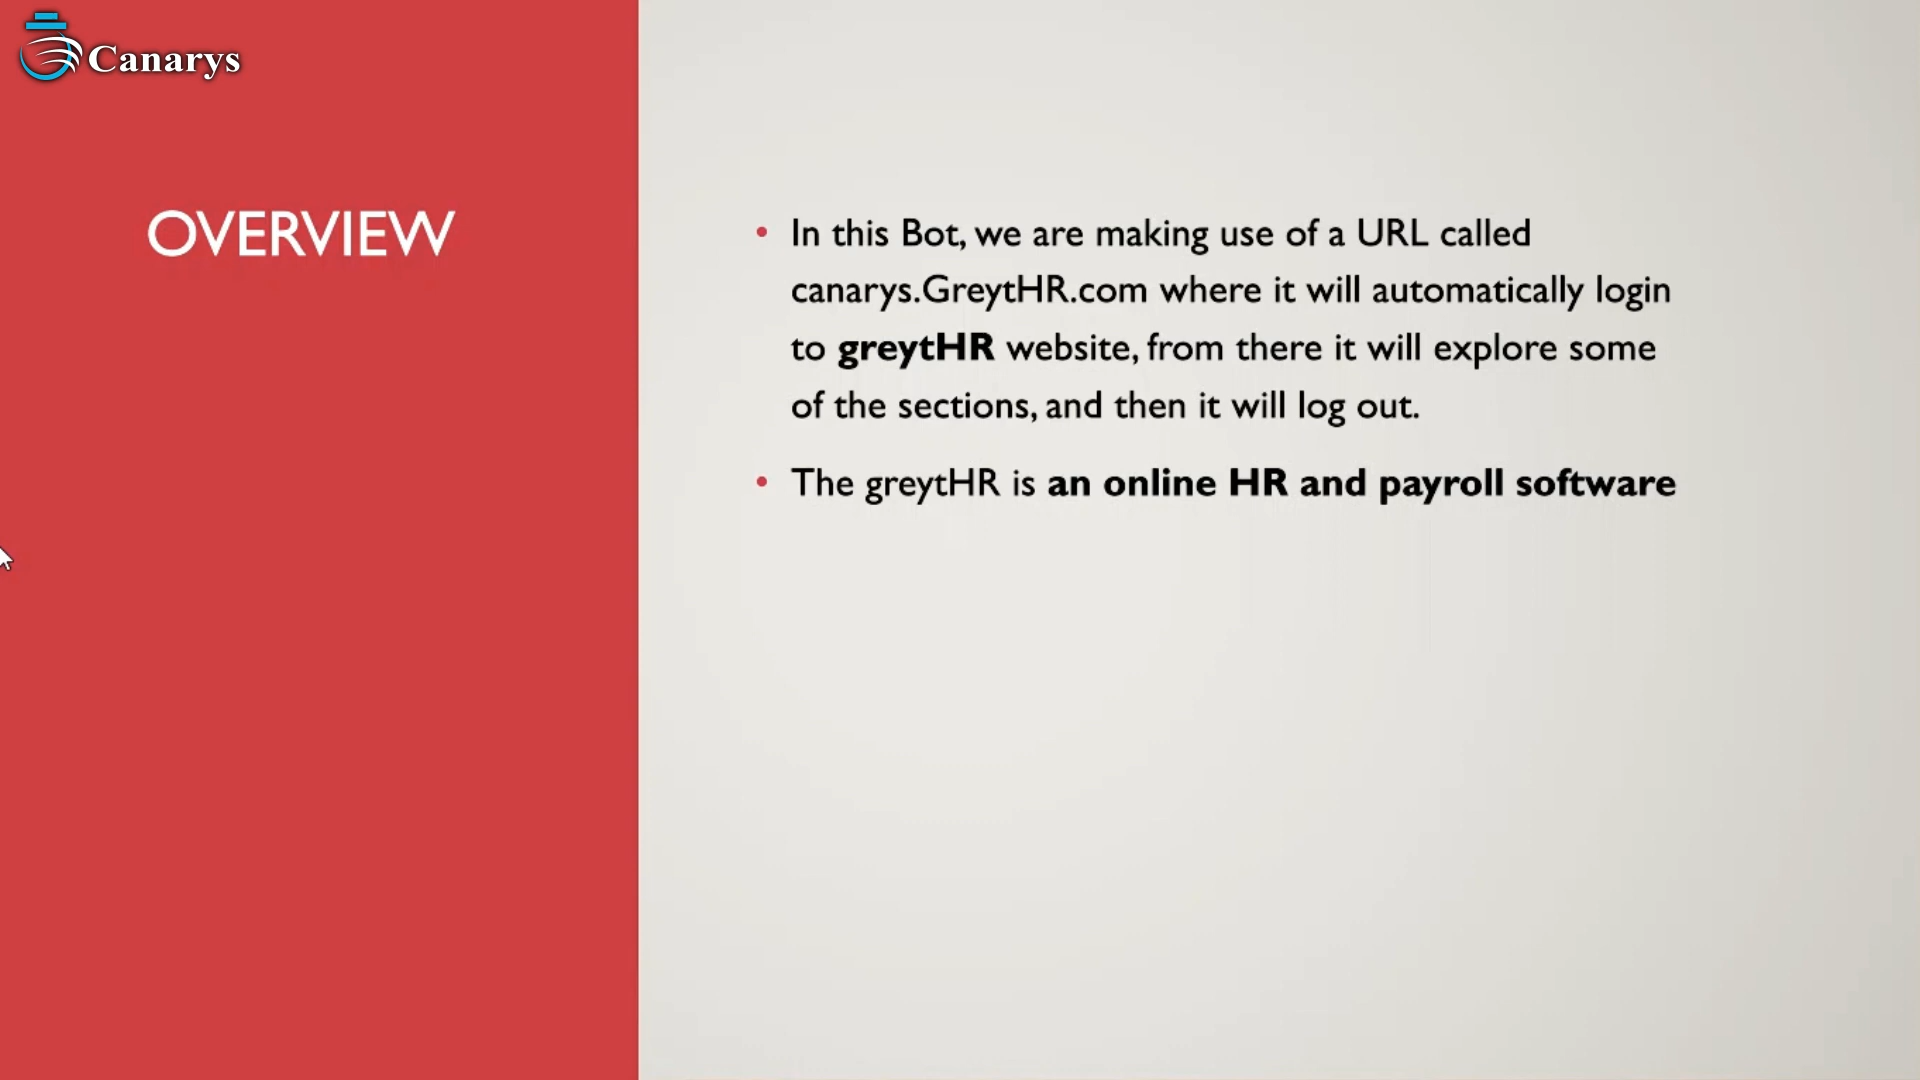 Canarys
OVERVIEW
• In this Bot, we are making use of a URL called
canarys.GreytHR.com where it will automatically login
to greytHR website, from there it will explore some
of the sections, and then it will log out.
• The greytHR is an online HR and payroll software